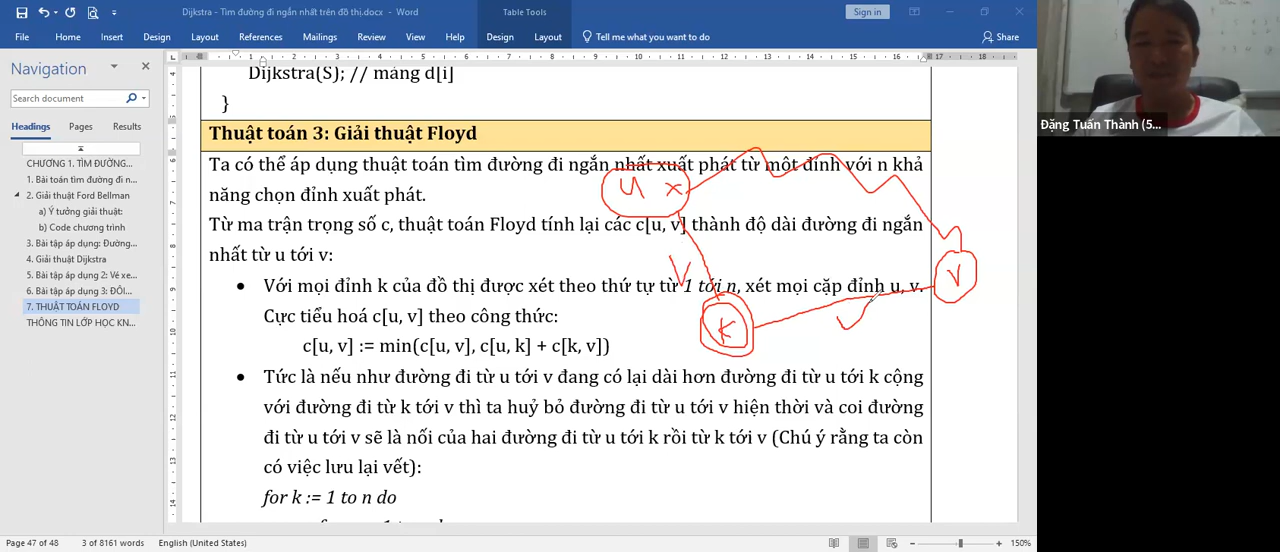 Dijkstra - Tìm đường đi ngắn nhất trên đồ thị.docx - Word
Table Tools
Sign in
File Home Insert Design Layout References Mailings Review View Help Design Layout Tell me what you want to do Share
Navigation
Search document
Headings Pages Results
CHƯƠNG 1. TÌM ĐƯỜNG...
1. Bài toán tìm đường đi n...
2. Giải thuật Ford Bellman
a) Ý tưởng giải thuật:
b) Code chương trình
3. Bài tập áp dụng: Đường...
4. Giải thuật Dijkstra
5. Bài tập áp dụng 2: Vé xe...
6. Bài tập áp dụng 3: ĐÔI...
7. THUẬT TOÁN FLOYD
THÔNG TIN LỚP HỌC KN...
Dijkstra(S); // mảng d[i]
}
Thuật toán 3: Giải thuật Floyd
Ta có thể áp dụng thuật toán tìm đường đi ngắn nhất xuất phát từ một đỉnh với n khả
năng chọn đỉnh xuất phát.
Từ ma trận trọng số c, thuật toán Floyd tính lại các c[u, v] thành độ dài đường đi ngắn
nhất từ u tới v:
• Với mọi đỉnh k của đồ thị được xét theo thứ tự từ 1 tới n, xét mọi cặp đỉnh u, v.
Cực tiểu hoá c[u, v] theo công thức:
c[u, v] := min(c[u, v], c[u, k] + c[k, v])
• Tức là nếu như đường đi từ u tới v đang có lại dài hơn đường đi từ u tới k cộng
với đường đi từ k tới v thì ta huỷ bỏ đường đi từ u tới v hiện thời và coi đường
đi từ u tới v sẽ là nối của hai đường đi từ u tới k rồi từ k tới v (Chú ý rằng ta còn
có việc lưu lại vết):
for k := 1 to n do
u x
v
k
Đặng Tuấn Thành (5...
Page 47 of 48 3 of 8161 words English (United States) 150%